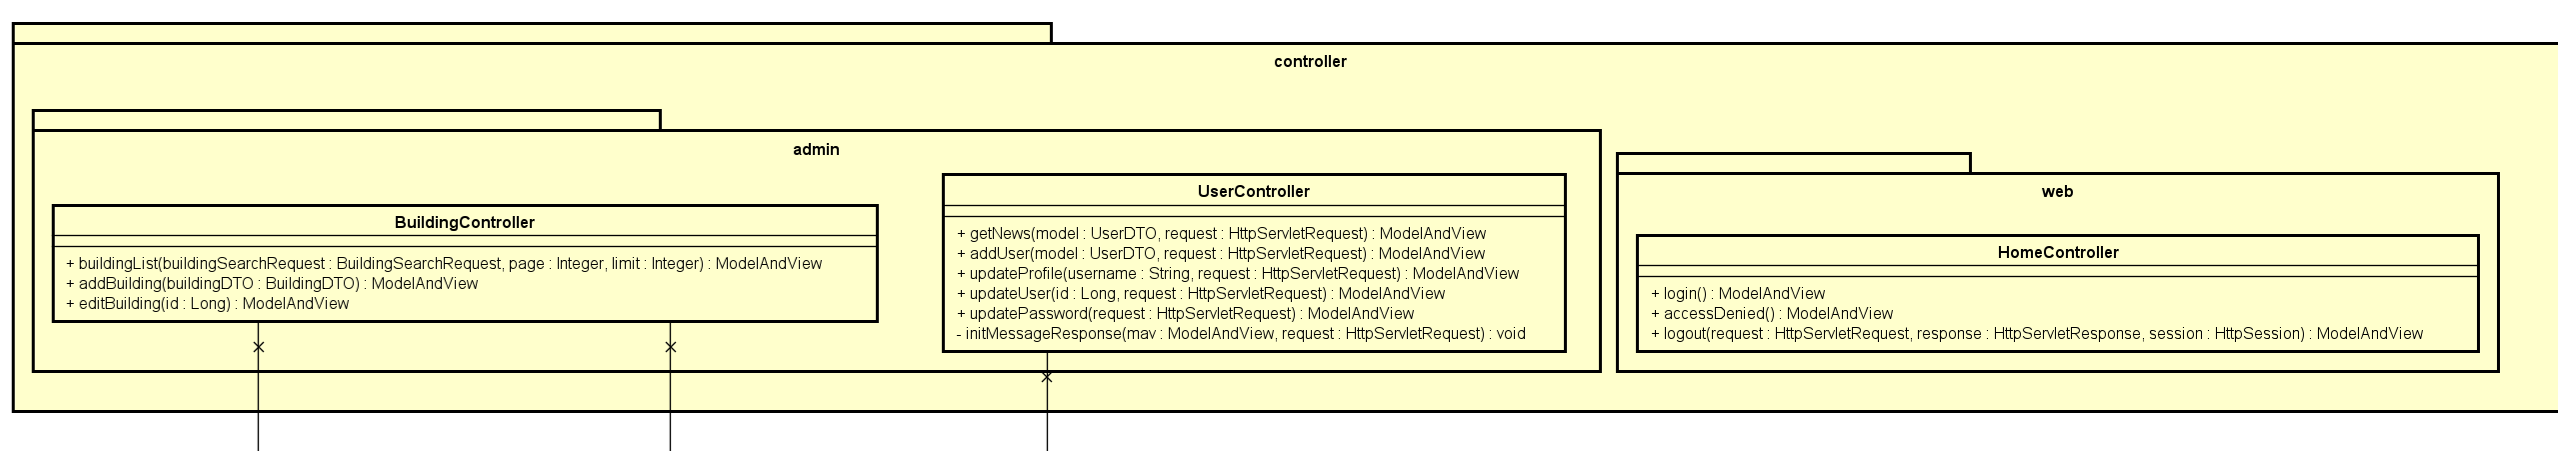 controller
admin
BuildingController
+ buildingList(buildingSearchRequest : BuildingSearchRequest, page : Integer, limit : Integer) : ModelAndView
+ addBuilding(buildingDTO : BuildingDTO) : ModelAndView
+ editBuilding(id : Long) : ModelAndView
UserController
+ getNews(model : UserDTO, request : HttpServletRequest) : ModelAndView
+ addUser(model : UserDTO, request : HttpServletRequest) : ModelAndView
+ updateProfile(username : String, request : HttpServletRequest) : ModelAndView
+ updateUser(id : Long, request : HttpServletRequest) : ModelAndView
+ updatePassword(request : HttpServletRequest) : ModelAndView
- initMessageResponse(mav : ModelAndView, request : HttpServletRequest) : void
web
HomeController
+ login() : ModelAndView
+ accessDenied() : ModelAndView
+ logout(request : HttpServletRequest, response : HttpServletResponse, session : HttpSession) : ModelAndView